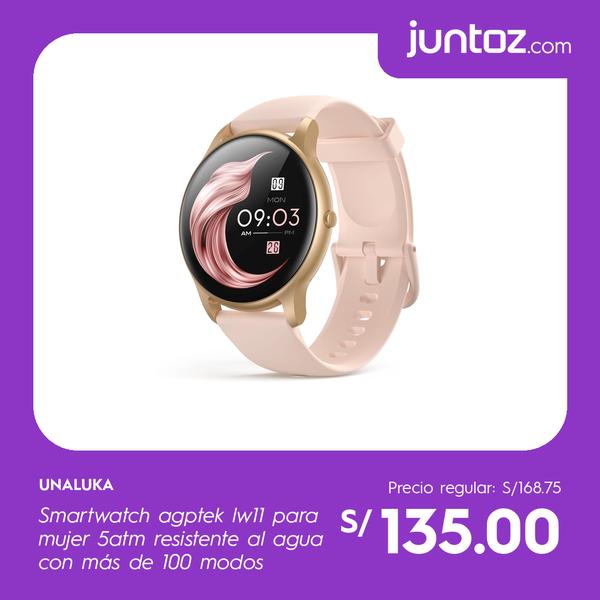 juntoz.com
09
MON
09:03
AM PM
26
UNALUKA
Smartwatch agptek lw11 para
mujer 5atm resistente al agua
con más de 100 modos
Precio regular: S/168.75
S/135.00